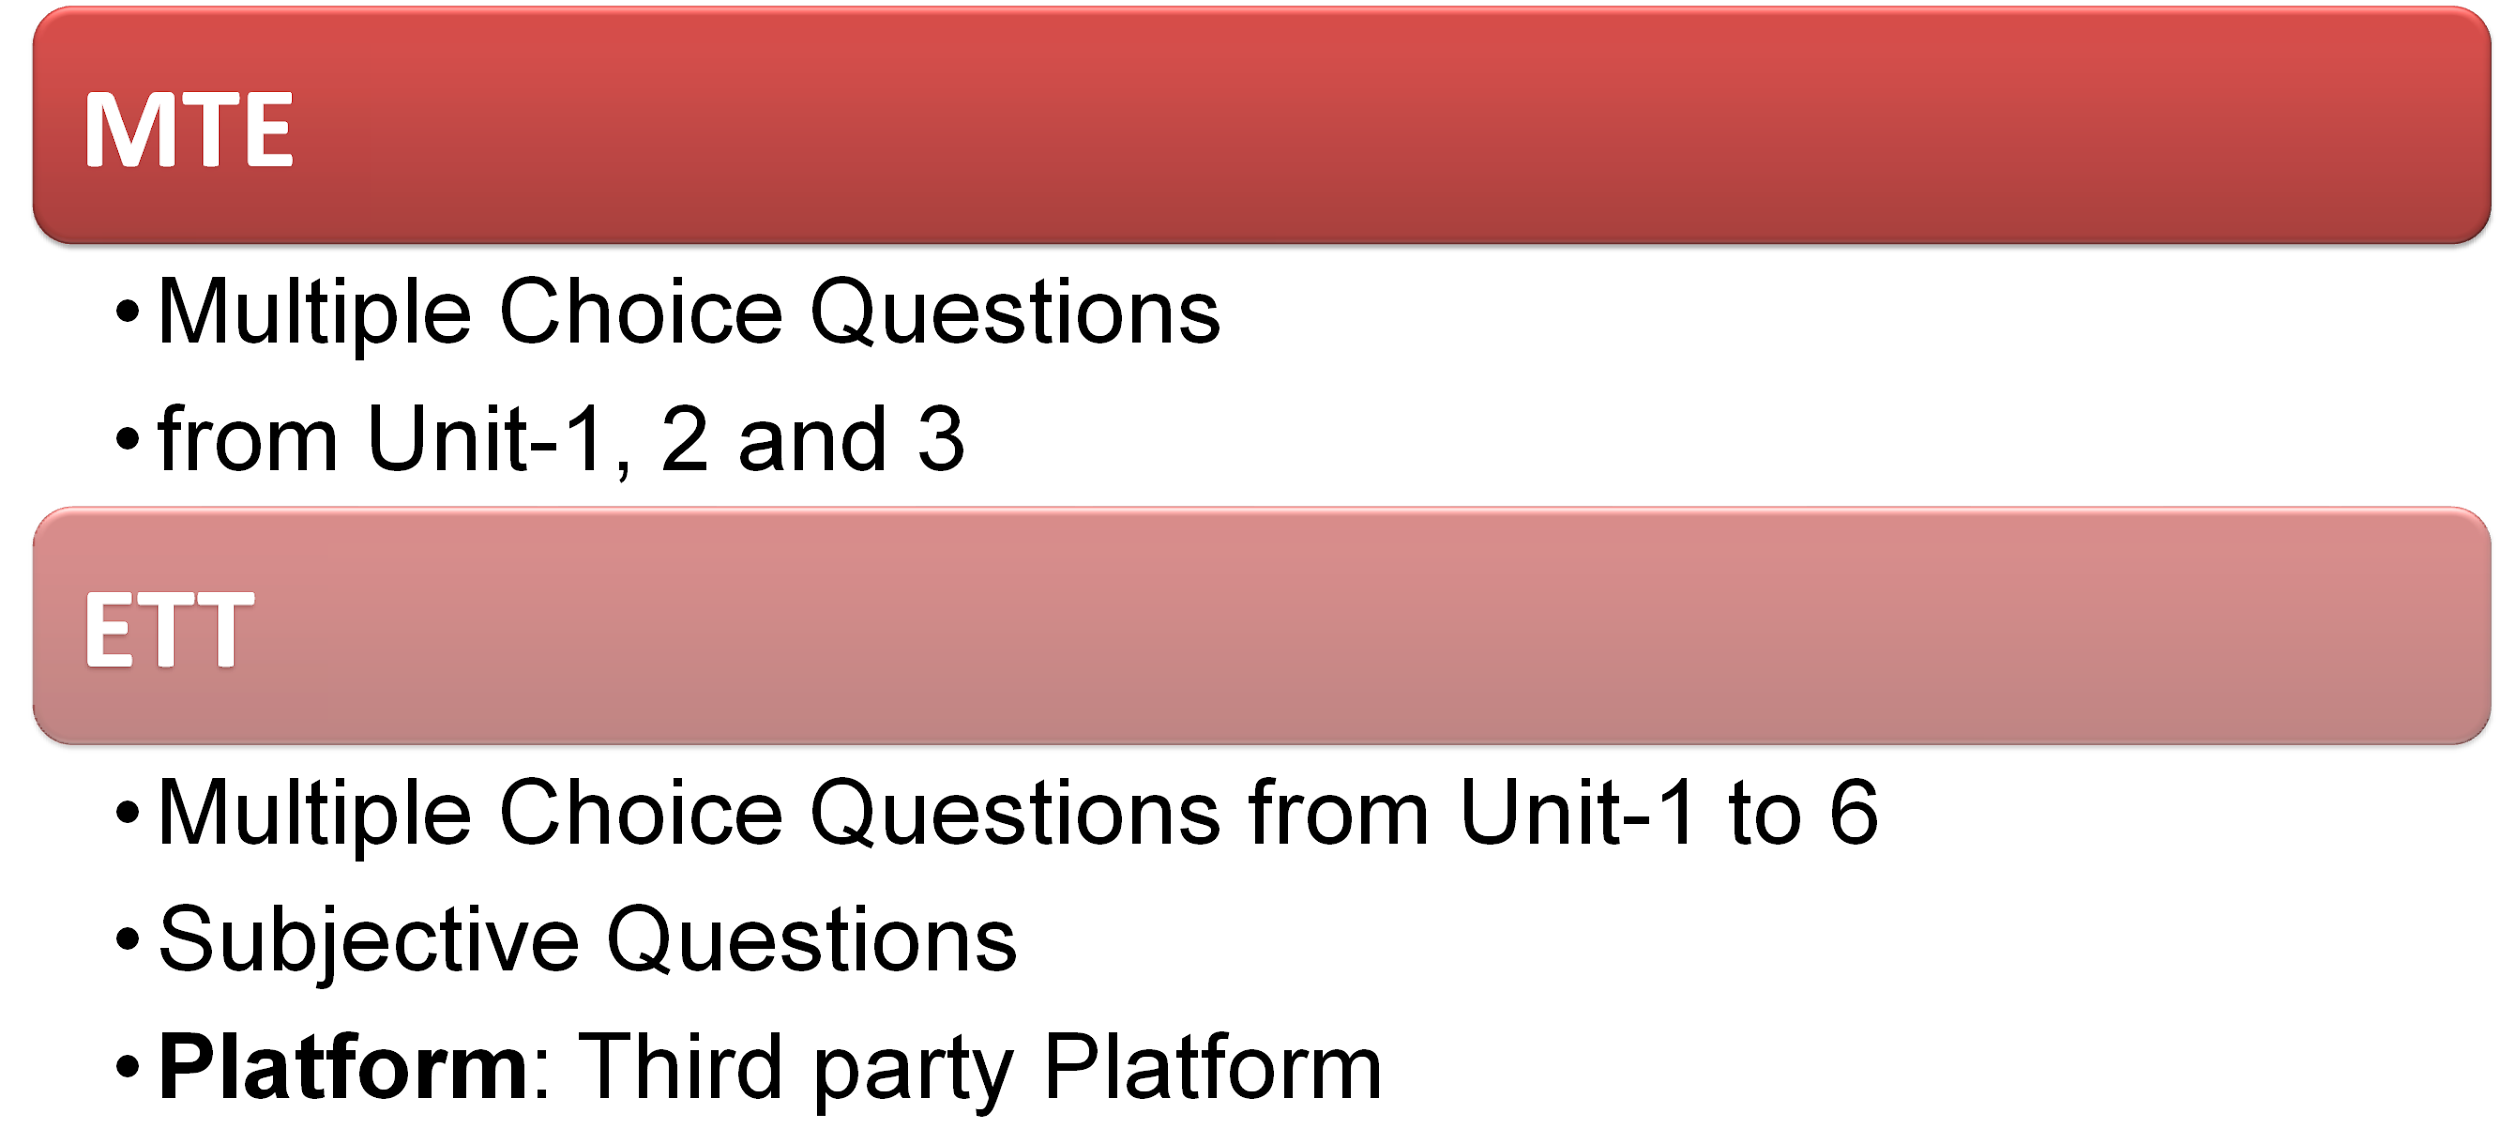 MTE
• Multiple Choice Questions
• from Unit-1, 2 and 3
ETT
• Multiple Choice Questions from Unit-1 to 6
• Subjective Questions
• Platform: Third party Platform